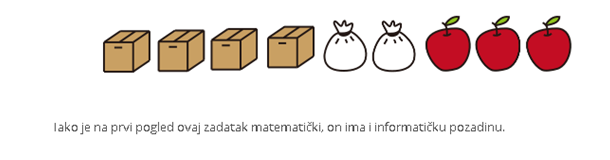 Iako je na prvi pogled ovaj zadatak matematički, on ima i informatičku pozadinu.